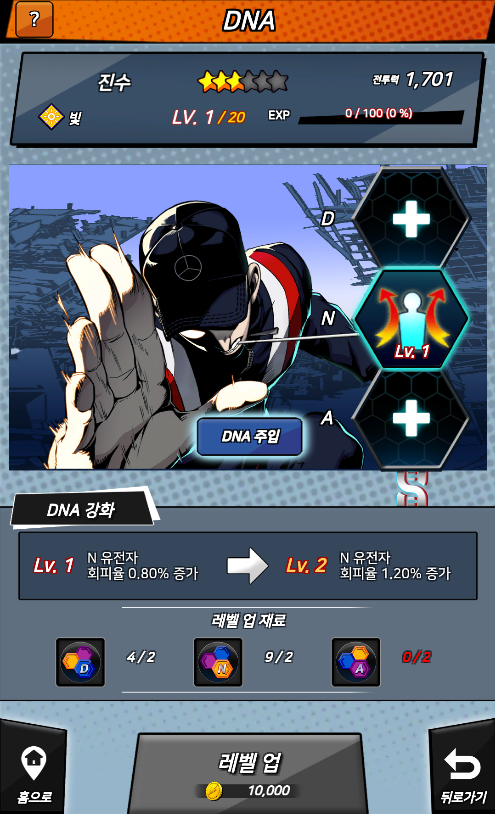 ?
DNA
진수
전투력 1,701
빛
LV. 1 / 20
EXP
0 / 100 (0 %)
D
N
Lv. 1
A
DNA 주입
DNA 강화
Lv. 1
N 유전자
회피율 0.80% 증가
Lv. 2
N 유전자
회피율 1.20% 증가
레벨 업 재료
D
4 / 2
N
9 / 2
A
0 / 2
홈으로
레벨 업
10,000
뒤로가기